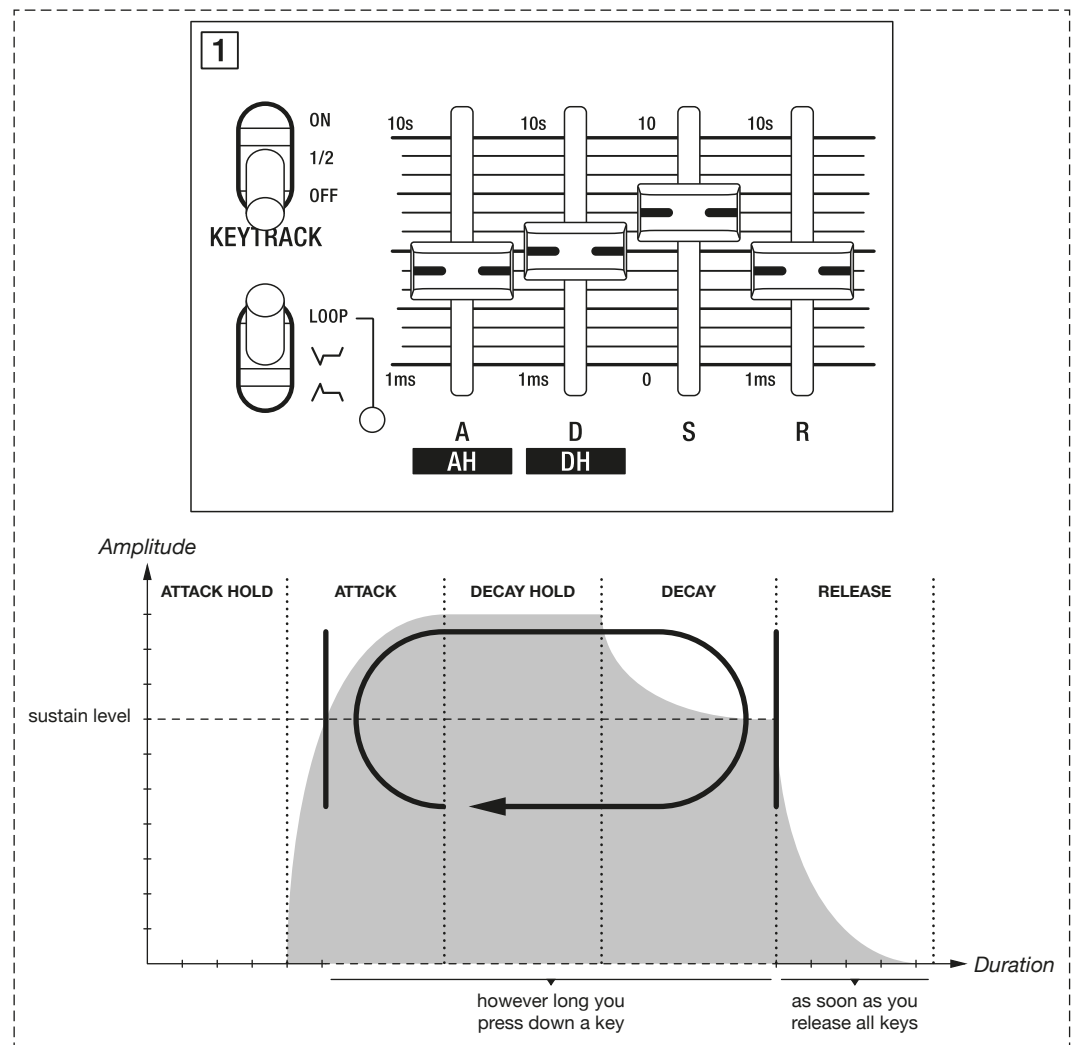 1
ON
1/2
OFF
KEYTRACK
LOOP
10s 10s 10 10s
1ms 1ms 0 1ms
A D S R
AH DH
Amplitude
ATTACK HOLD ATTACK DECAY HOLD DECAY RELEASE
sustain level
Duration
however long you
press down a key
as soon as you
release all keys